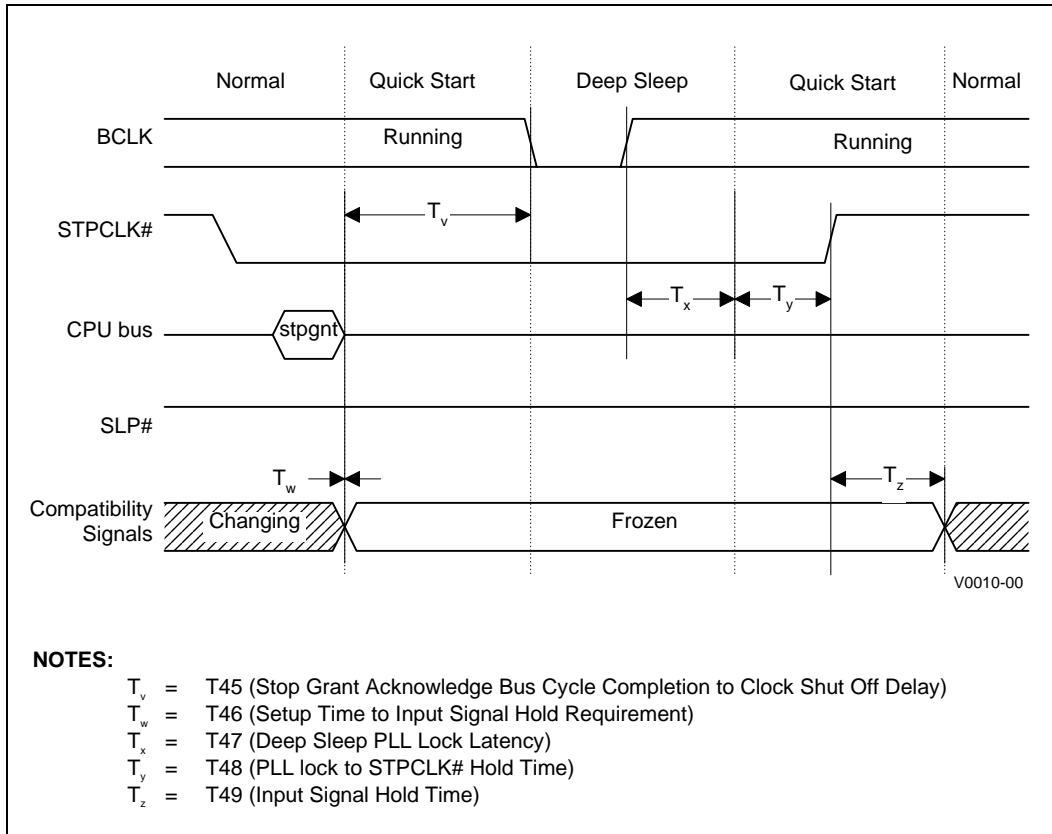 Normal Quick Start Deep Sleep Quick Start Normal
BCLK Running Running
STPCLK# Tv
Tx Ty
CPU bus stpgnt
SLP#
Tw Tz
Compatibility Signals Changing Frozen
V0010-00
NOTES:
Tv = T45 (Stop Grant Acknowledge Bus Cycle Completion to Clock Shut Off Delay)
Tw = T46 (Setup Time to Input Signal Hold Requirement)
Tx = T47 (Deep Sleep PLL Lock Latency)
Ty = T48 (PLL lock to STPCLK# Hold Time)
Tz = T49 (Input Signal Hold Time)